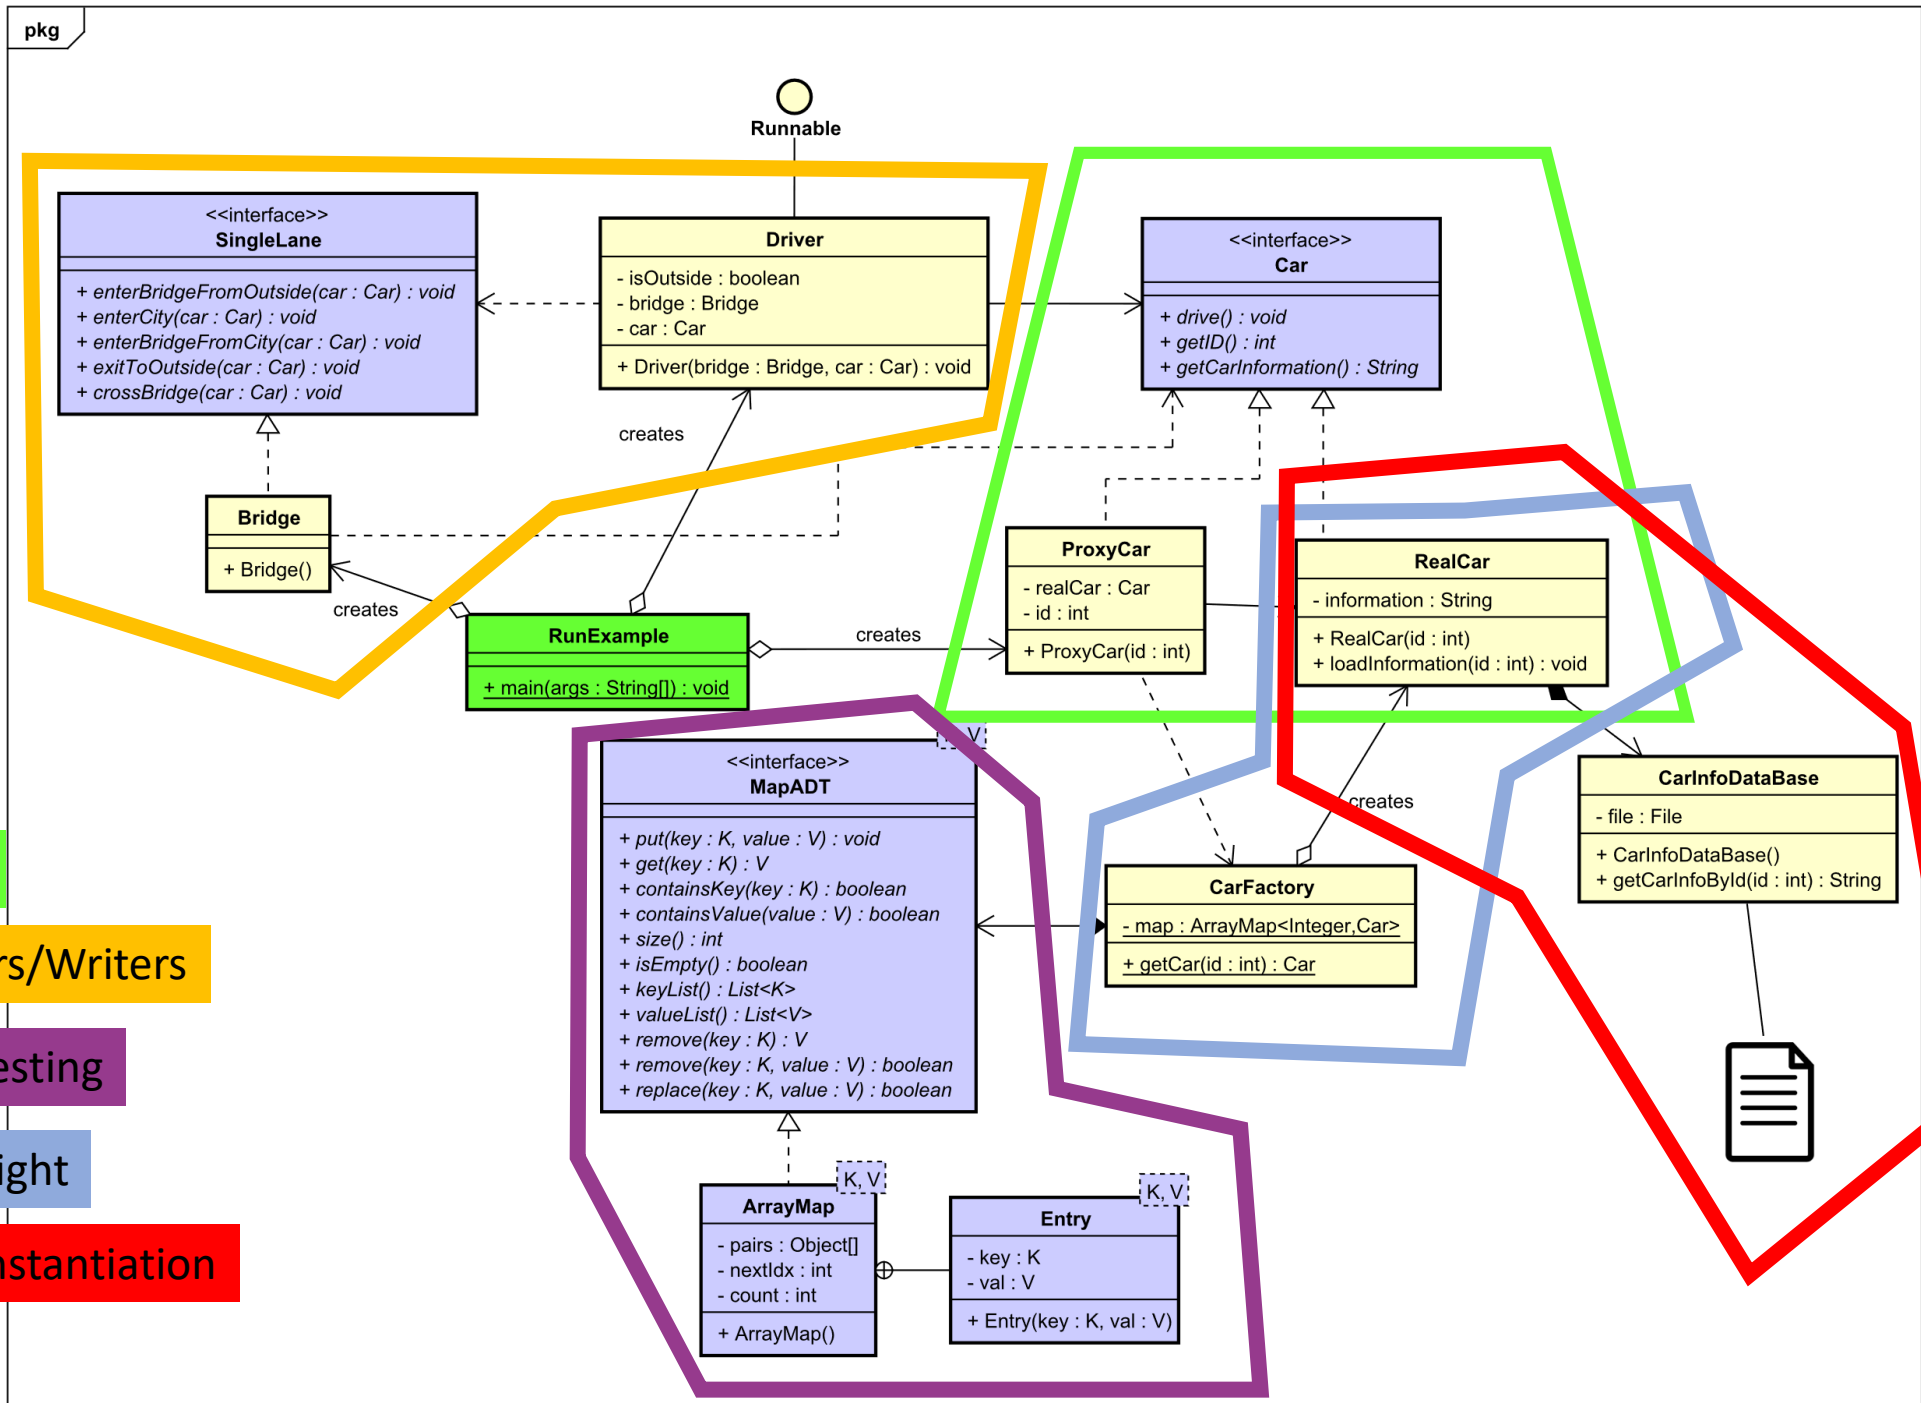 pkg
Runnable
<<interface>>
SingleLane
+ enterBridgeFromOutside(car : Car) : void
+ enterCity(car : Car) : void
+ enterBridgeFromCity(car : Car) : void
+ exitToOutside(car : Car) : void
+ crossBridge(car : Car) : void
Driver
- isOutside : boolean
- bridge : Bridge
- car : Car
+ Driver(bridge : Bridge, car : Car) : void
<<interface>>
Car
+ drive() : void
+ getID() : int
+ getCarInformation() : String
creates
Bridge
+ Bridge()
creates
RunExample
+ main(args : String[]) : void
creates
ProxyCar
- realCar : Car
- id : int
+ ProxyCar(id : int)
RealCar
- information : String
+ RealCar(id : int)
+ loadInformation(id : int) : void
V
<<interface>>
MapADT
+ put(key : K, value : V) : void
+ get(key : K) : V
+ containsKey(key : K) : boolean
+ containsValue(value : V) : boolean
+ size() : int
+ isEmpty() : boolean
+ keyList() : List<K>
+ valueList() : List<V>
+ remove(key : K) : V
+ remove(key : K, value : V) : boolean
+ replace(key : K, value : V) : boolean
creates
CarFactory
- map : ArrayMap<Integer,Car>
+ getCar(id : int) : Car
CarInfoDataBase
- file : File
+ CarInfoDataBase()
+ getCarInfoById(id : int) : String
K, V
ArrayMap
- pairs : Object[]
- nextIdx : int
- count : int
+ ArrayMap()
K, V
Entry
- key : K
- val : V
+ Entry(key : K, val : V)
rs/Writers
esting
ight
nstantiation